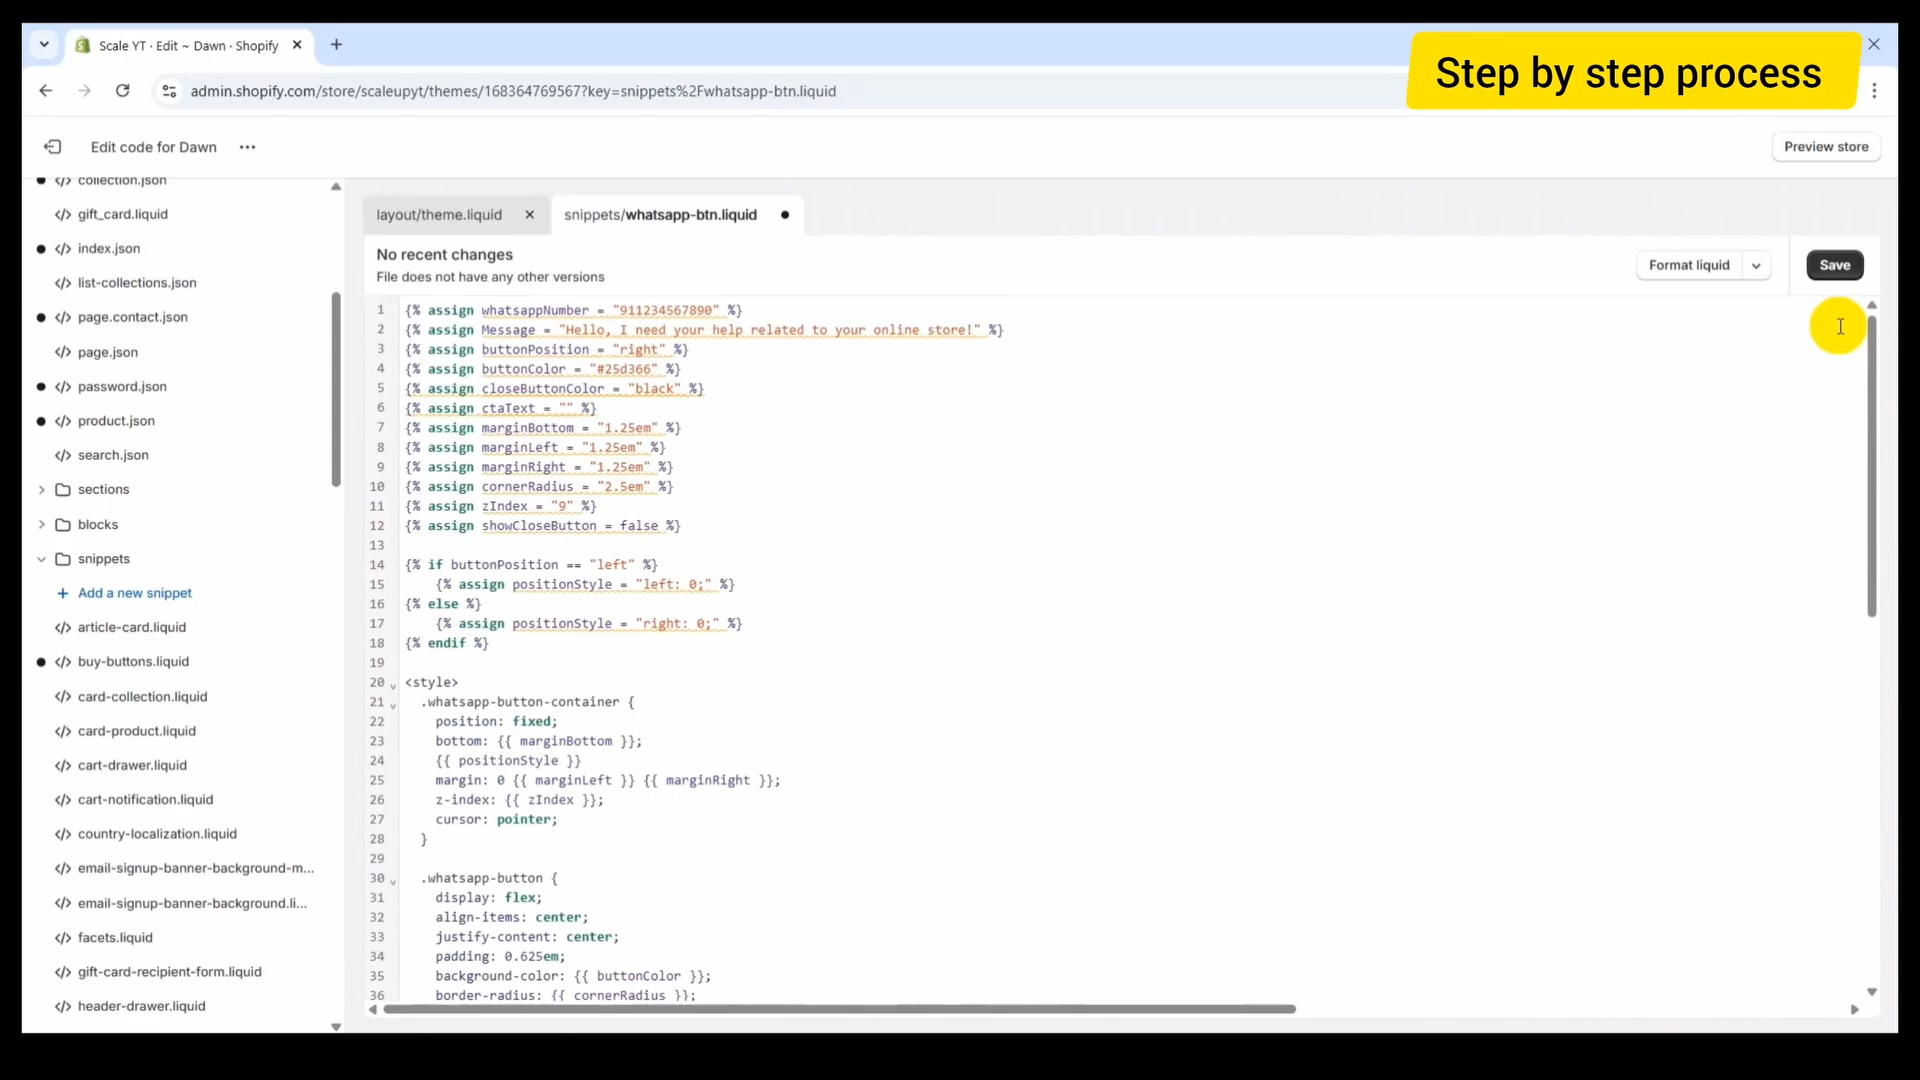 Scale YT · Edit ~ Dawn · Shopify
Step by step process
admin.shopify.com/store/scaleupyt/themes/168364769567?key=snippets%2Fwhatsapp-btn.liquid
Edit code for Dawn
Preview store
collection.json
gift_card.liquid
index.json
list-collections.json
page.contact.json
page.json
password.json
product.json
search.json
sections
blocks
snippets
+ Add a new snippet
article-card.liquid
buy-buttons.liquid
card-collection.liquid
card-product.liquid
cart-drawer.liquid
cart-notification.liquid
country-localization.liquid
email-signup-banner-background-m...
email-signup-banner-background.li...
facets.liquid
gift-card-recipient-form.liquid
header-drawer.liquid
layout/theme.liquid
snippets/whatsapp-btn.liquid
No recent changes
File does not have any other versions
Format liquid
Save
1 {% assign whatsappNumber = "911234567890" %}
2 {% assign Message = "Hello, I need your help related to your online store!" %}
3 {% assign buttonPosition = "right" %}
4 {% assign buttonColor = "#25d366" %}
5 {% assign closeButtonColor = "black" %}
6 {% assign ctaText = "" %}
7 {% assign marginBottom = "1.25em" %}
8 {% assign marginLeft = "1.25em" %}
9 {% assign marginRight = "1.25em" %}
10 {% assign cornerRadius = "2.5em" %}
11 {% assign zIndex = "9" %}
12 {% assign showCloseButton = false %}
13
14 {% if buttonPosition == "left" %}
15 {% assign positionStyle = "left: 0;" %}
16 {% else %}
17 {% assign positionStyle = "right: 0;" %}
18 {% endif %}
19
20 <style>
21 .whatsapp-button-container {
22 position: fixed;
23 bottom: {{ marginBottom }};
24 {{ positionStyle }}
25 margin: 0 {{ marginLeft }} {{ marginRight }};
26 z-index: {{ zIndex }};
27 cursor: pointer;
28 }
29
30 .whatsapp-button {
31 display: flex;
32 align-items: center;
33 justify-content: center;
34 padding: 0.625em;
35 background-color: {{ buttonColor }};
36 border-radius: {{ cornerRadius }};